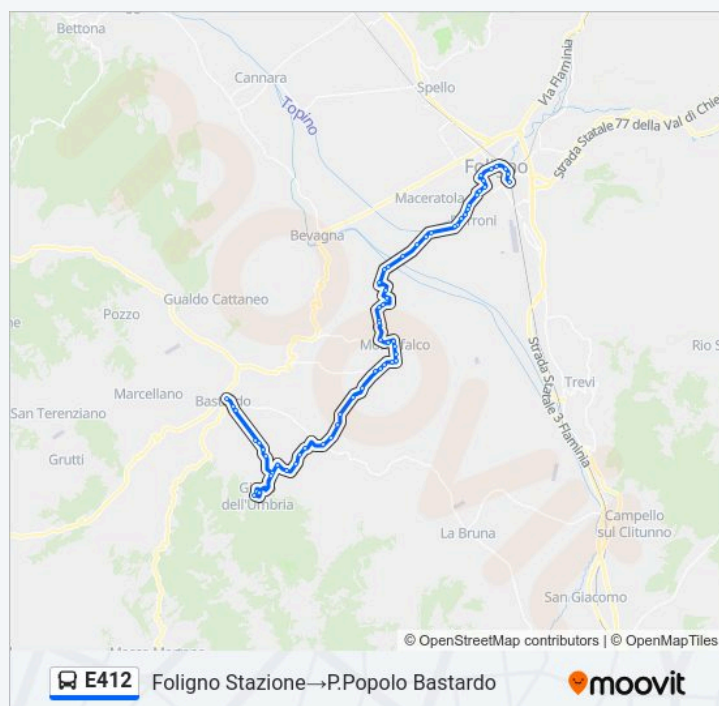 Bettona
Cannara
Spello
Via Flaminia
Topino
Strada Statale 77 della Val di Chie
Foligno
Maceratola
Bevagna
Gualdo Cattaneo
Pozzo
Rio S
Strada Statale 3 Flaminia
Trevi
Marcellano
Bastardo
San Terenziano
Grutti
dell'Umbria
La Bruna
Campello
sul Clitunno
San Giacomo
© OpenStreetMap contributors | © OpenMapTiles
E412 Foligno Stazione→P.Popolo Bastardo
moovit